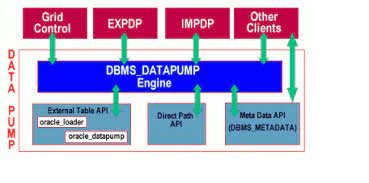 Grid Control
EXPDP
IMPDP
Other Clients
DATA PUMP
DBMS_DATAPUMP
Engine
External Table API
oracle_loader
oracle_datapump
Direct Path
API
Meta Data API
(DBMS_METADATA)